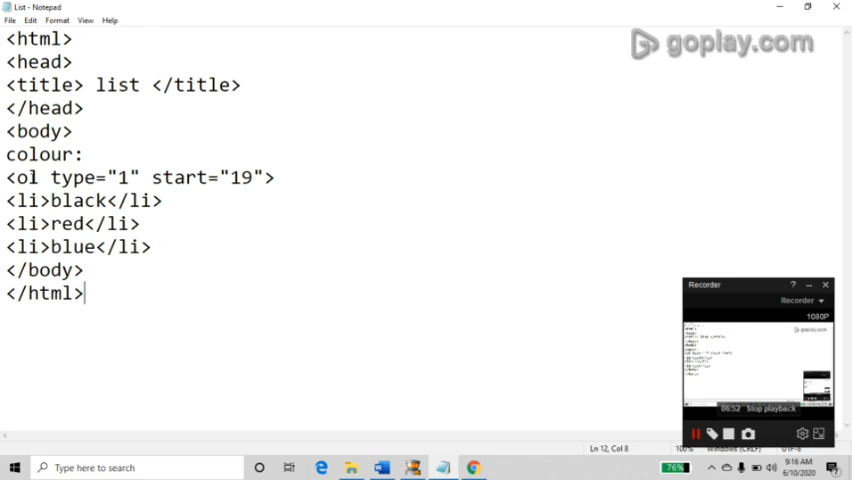 List - Notepad
File Edit Format View Help
goplay.com
<html>
<head>
<title> list </title>
</head>
<body>
colour:
<ol type="1" start="19">
<li>black</li>
<li>red</li>
<li>blue</li>
</body>
</html>
Recorder ?
Recorder
1080P
06:52 Stop playback
Ln 12, Col 8
100%
Windows (CRLF)
UTF-8
Type here to search
76%
9:16 AM
6/10/2020